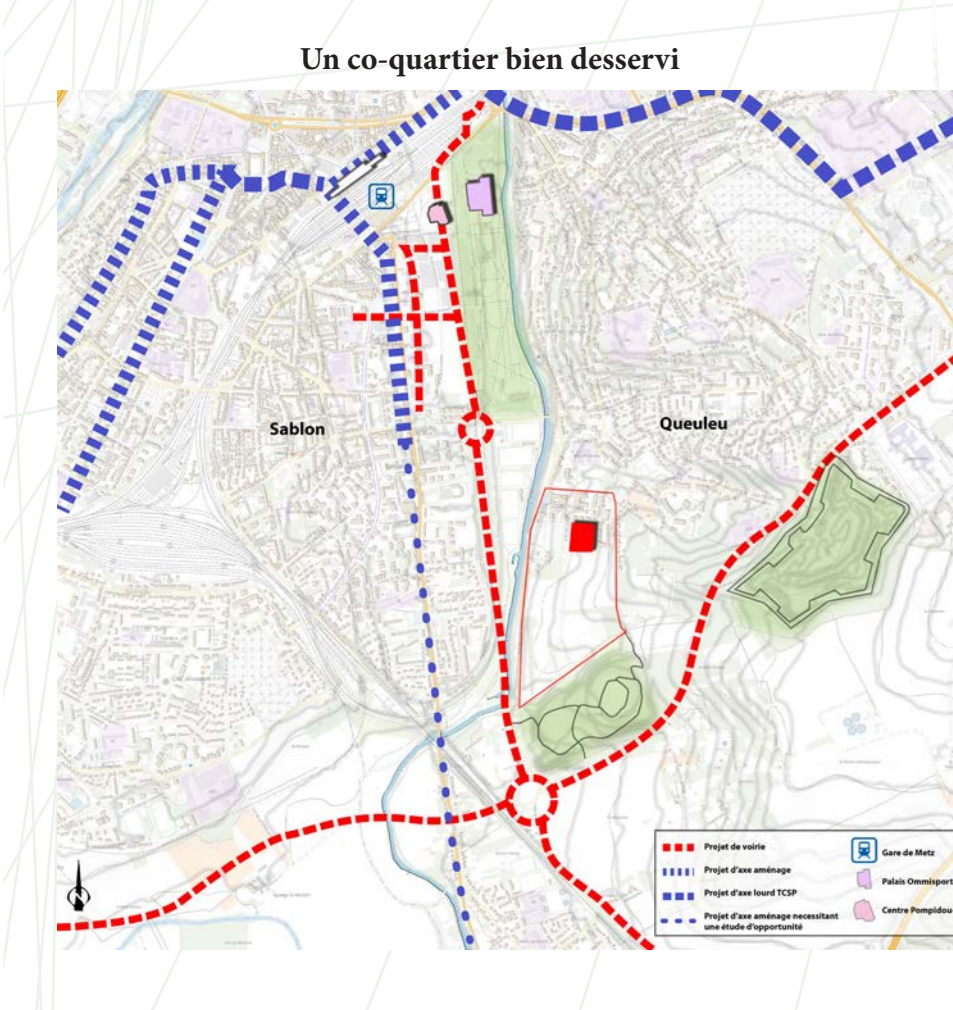 Un co-quartier bien desservi
Sablon
Queuleu
Projet de voirie
Projet d'axe aménage
Projet d'axe lourd TCSP
Projet d'axe aménage necessitant
une étude d'opportunité
Gare de Metz
Palais Ommisport
Centre Pompidou
N